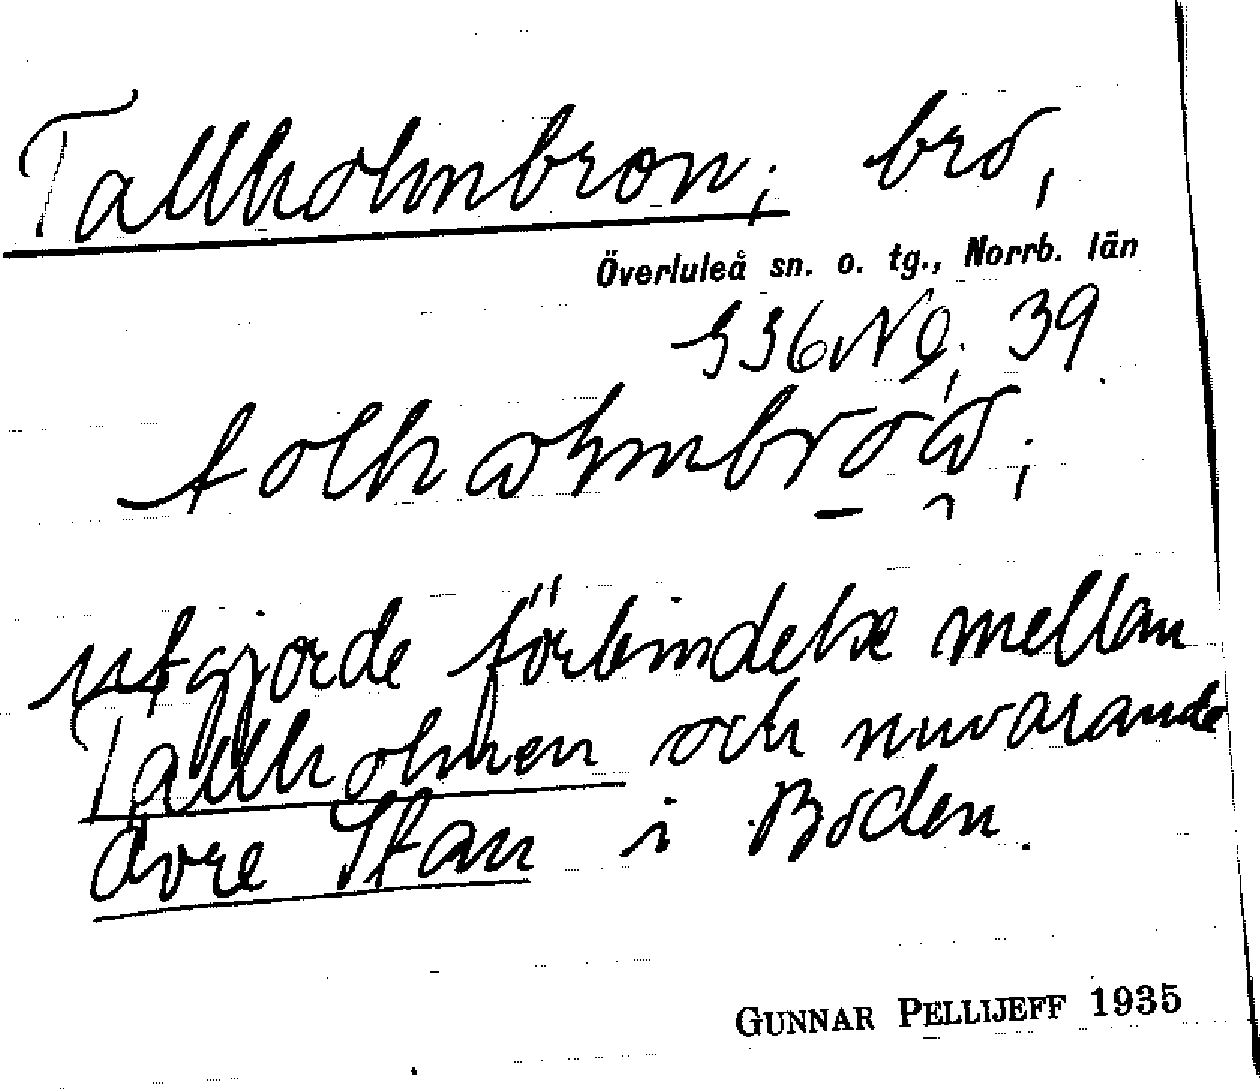 Tallholmbron; bro,
Överluleå sn. o. tg., Norrb. län
336 NO, 39
utgjorde förbindelse mellan
Tallholmen och nuvarande
övre Stan i Boden.
GUNNAR PELLIJEFF 1935